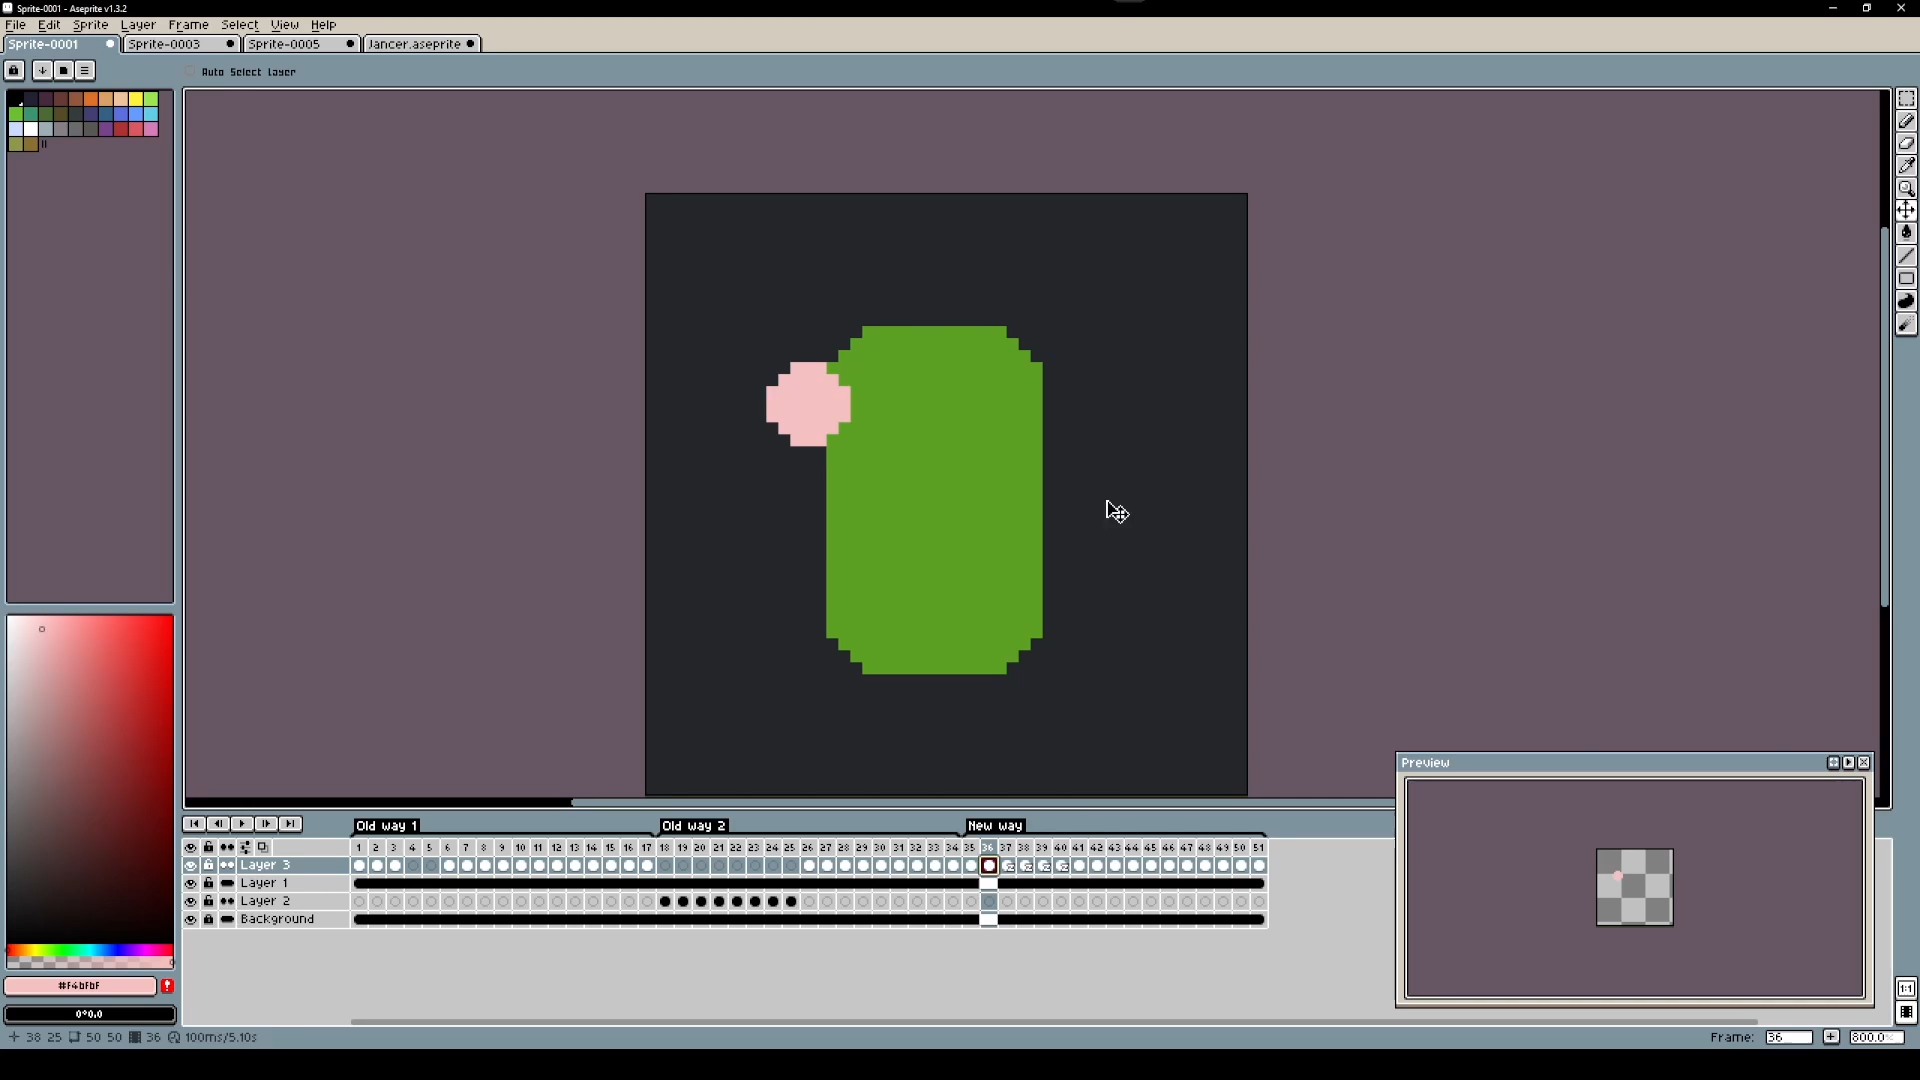 Sprite-0001 - Aseprite v1.3.2
File Edit Sprite Layer Frame Select View Help
Sprite-0001 Sprite-0003 Sprite-0005 Jancer.aseprite
Auto Select Layer
Preview
Old way 1 Old way 2 New way
1 2 3 4 5 6 7 8 9 10 11 12 13 14 15 16 17 18 19 20 21 22 23 24 25 26 27 28 29 30 31 32 33 34 35 36 37 38 39 40 41 42 43 44 45 46 47 48 49 50 51
Layer 3
Layer 1
Layer 2
Background
#F4BFBF
1:1
38 25 50 50 36 100ms/5.10s
Frame: 36 800.0